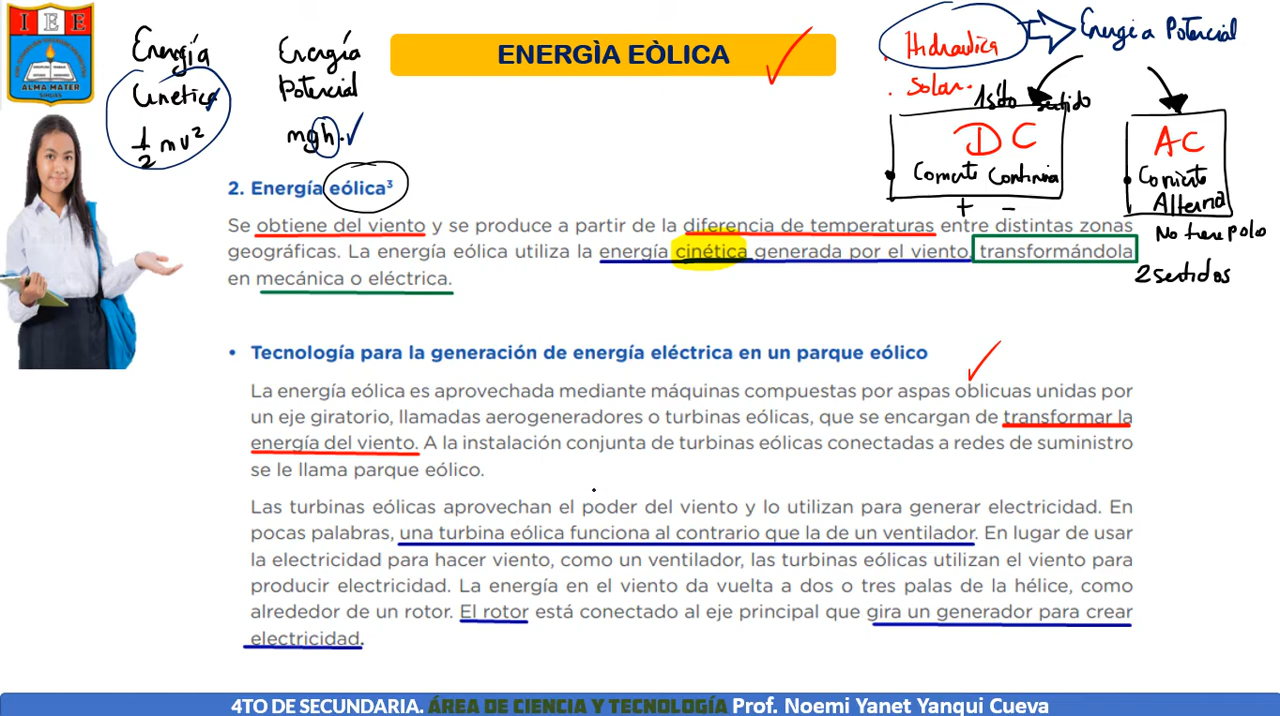 IEE
ALMA MATER
Energía
Cinetica
1/2 mv²
Energía
Potencial
mgh.
ENERGÌA EÒLICA
Hidraulica
Solar.
Energia Potencial
1 sólo sentido
DC
Corriente Continua
+ −
AC
Corriente
Alterna
No tiene polo
2 sentidos
2. Energía eólica³
Se obtiene del viento y se produce a partir de la diferencia de temperaturas entre distintas zonas
geográficas. La energía eólica utiliza la energía cinética generada por el viento, transformándola
en mecánica o eléctrica.
• Tecnología para la generación de energía eléctrica en un parque eólico
La energía eólica es aprovechada mediante máquinas compuestas por aspas oblicuas unidas por
un eje giratorio, llamadas aerogeneradores o turbinas eólicas, que se encargan de transformar la
energía del viento. A la instalación conjunta de turbinas eólicas conectadas a redes de suministro
se le llama parque eólico.
Las turbinas eólicas aprovechan el poder del viento y lo utilizan para generar electricidad. En
pocas palabras, una turbina eólica funciona al contrario que la de un ventilador. En lugar de usar
la electricidad para hacer viento, como un ventilador, las turbinas eólicas utilizan el viento para
producir electricidad. La energía en el viento da vuelta a dos o tres palas de la hélice, como
alrededor de un rotor. El rotor está conectado al eje principal que gira un generador para crear
electricidad.
4TO DE SECUNDARIA. ÁREA DE CIENCIA Y TECNOLOGÍA Prof. Noemi Yanet Yanqui Cueva